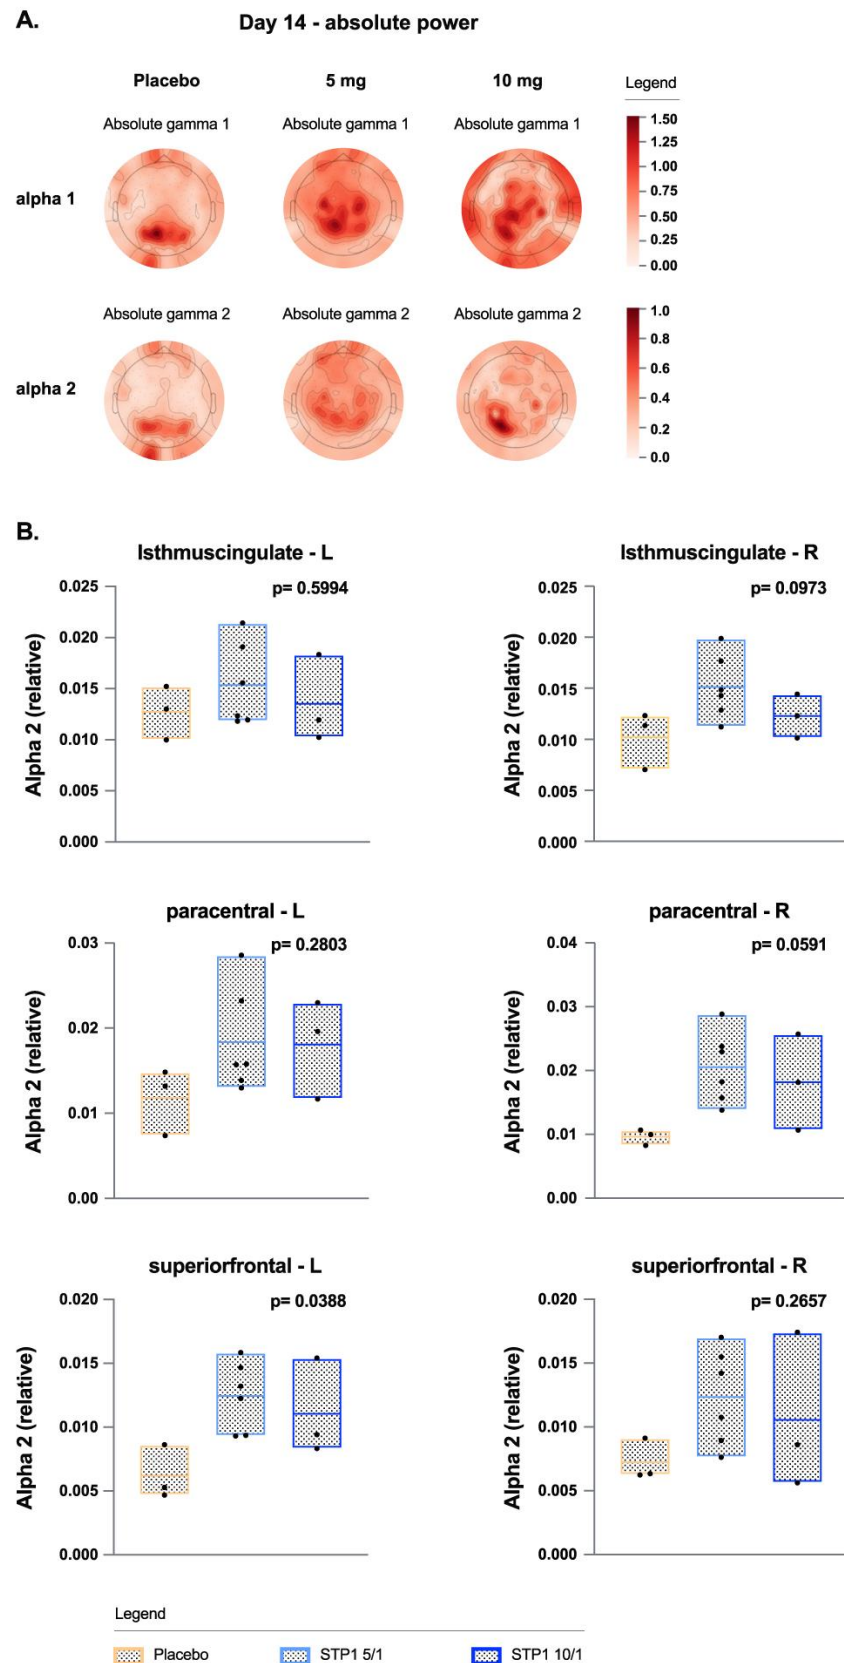 A.
Day 14 - absolute power
Placebo 5 mg 10 mg Legend
Absolute gamma 1 Absolute gamma 1 Absolute gamma 1
alpha 1
1.50
1.25
1.00
0.75
0.50
0.25
0.00
Absolute gamma 2 Absolute gamma 2 Absolute gamma 2
alpha 2
1.0
0.8
0.6
0.4
0.2
0.0
B.
Isthmuscingulate - L
p= 0.5994
Alpha 2 (relative)
0.025
0.020
0.015
0.010
0.005
0.000
Isthmuscingulate - R
p= 0.0973
Alpha 2 (relative)
0.025
0.020
0.015
0.010
0.005
0.000
paracentral - L
p= 0.2803
Alpha 2 (relative)
0.03
0.02
0.01
0.00
paracentral - R
p= 0.0591
Alpha 2 (relative)
0.04
0.03
0.02
0.01
0.00
superiorfrontal - L
p= 0.0388
Alpha 2 (relative)
0.020
0.015
0.010
0.005
0.000
superiorfrontal - R
p= 0.2657
Alpha 2 (relative)
0.020
0.015
0.010
0.005
0.000
Legend
Placebo STP1 5/1 STP1 10/1